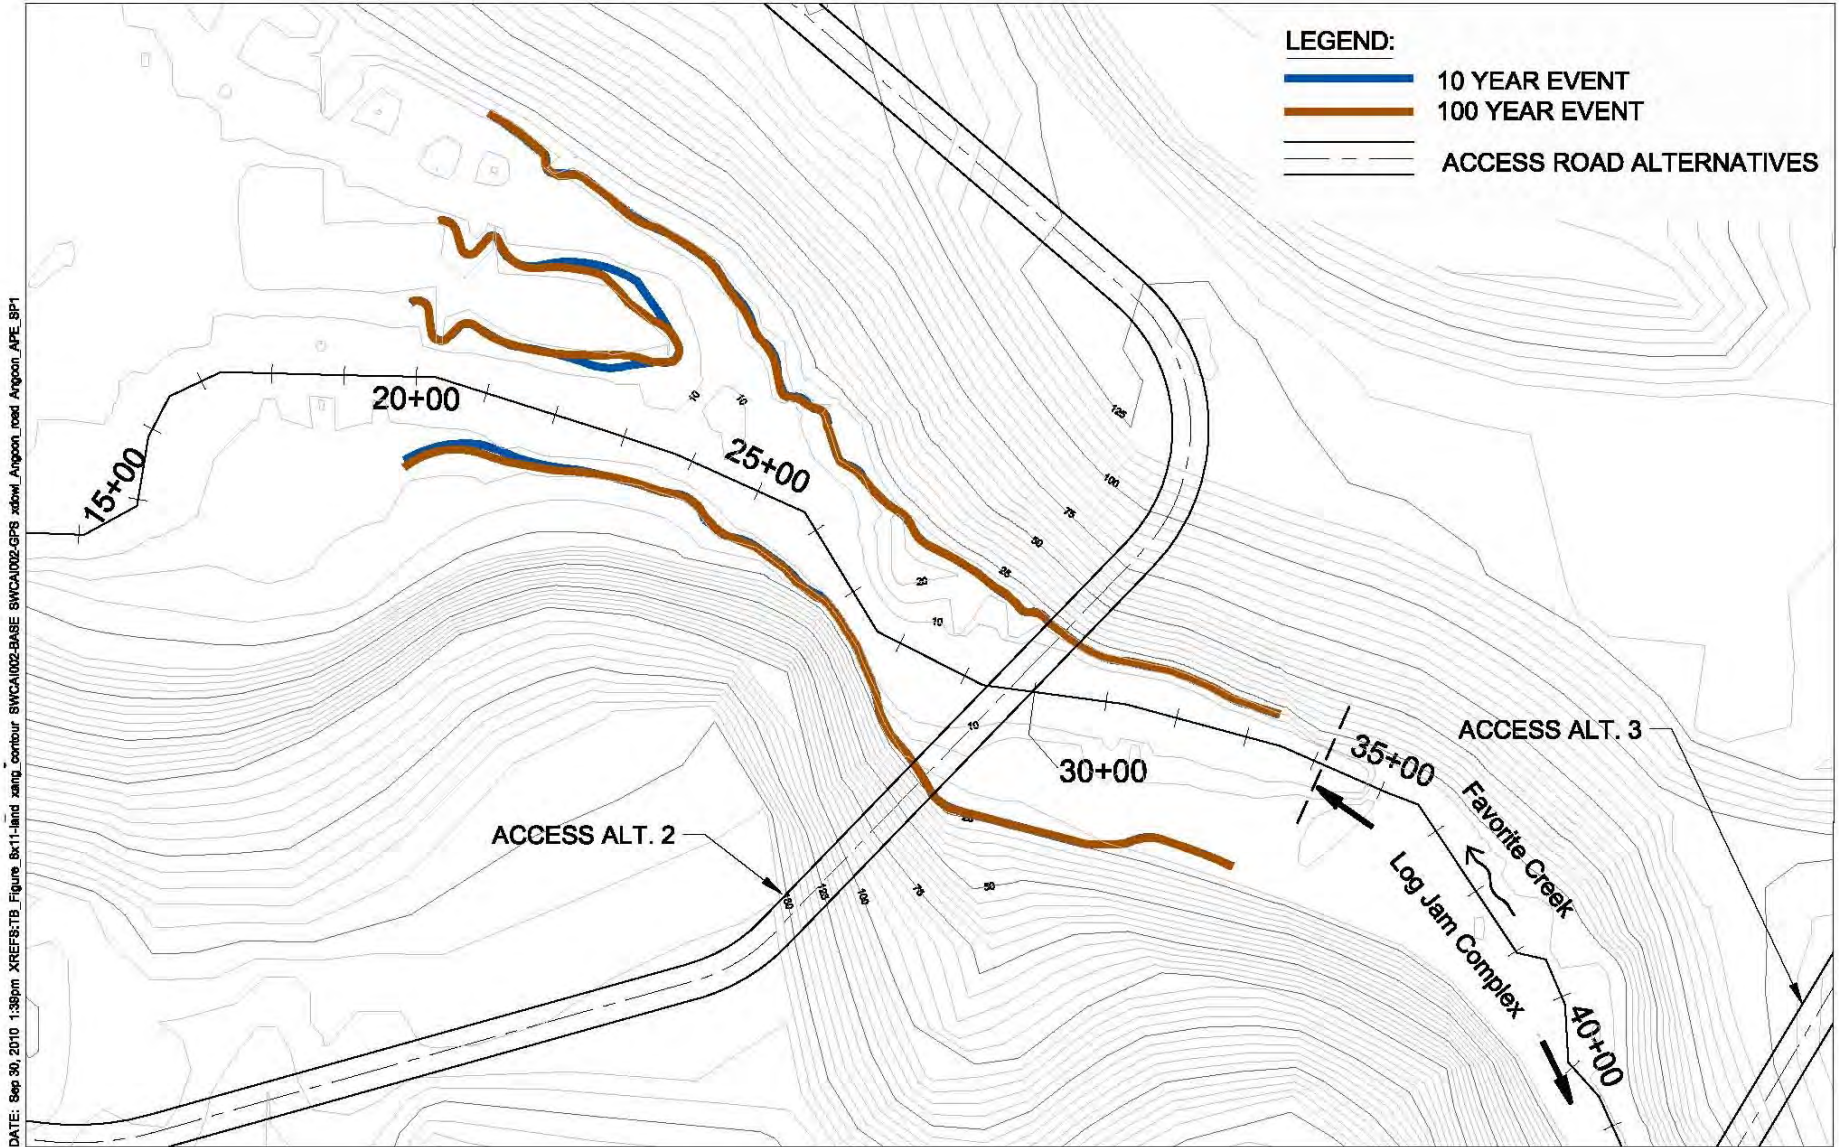 LEGEND:
10 YEAR EVENT
100 YEAR EVENT
ACCESS ROAD ALTERNATIVES
15+00
20+00
25+00
30+00
35+00
40+00
10
10
125
100
75
50
25
20
10
10
ACCESS ALT. 2
ACCESS ALT. 3
125
100
75
50
Favorite Creek
Log Jam Complex
DATE: Sep 30, 2010 1:39pm XREFS:TB_Figure_8x11-land xang_contour SWCAI002-BASE SWCAI002-GPS xdowl_Angoon_road Angoon_APE_8P1